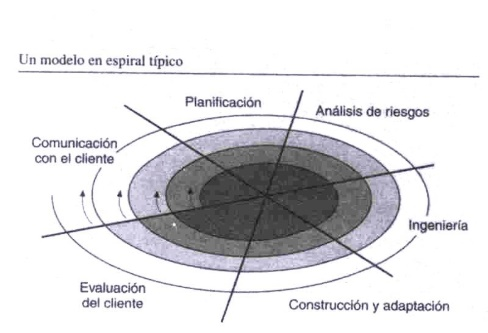 Un modelo en espiral típico
Planificación
Análisis de riesgos
Comunicación
con el cliente
Ingeniería
Evaluación
del cliente
Construcción y adaptación